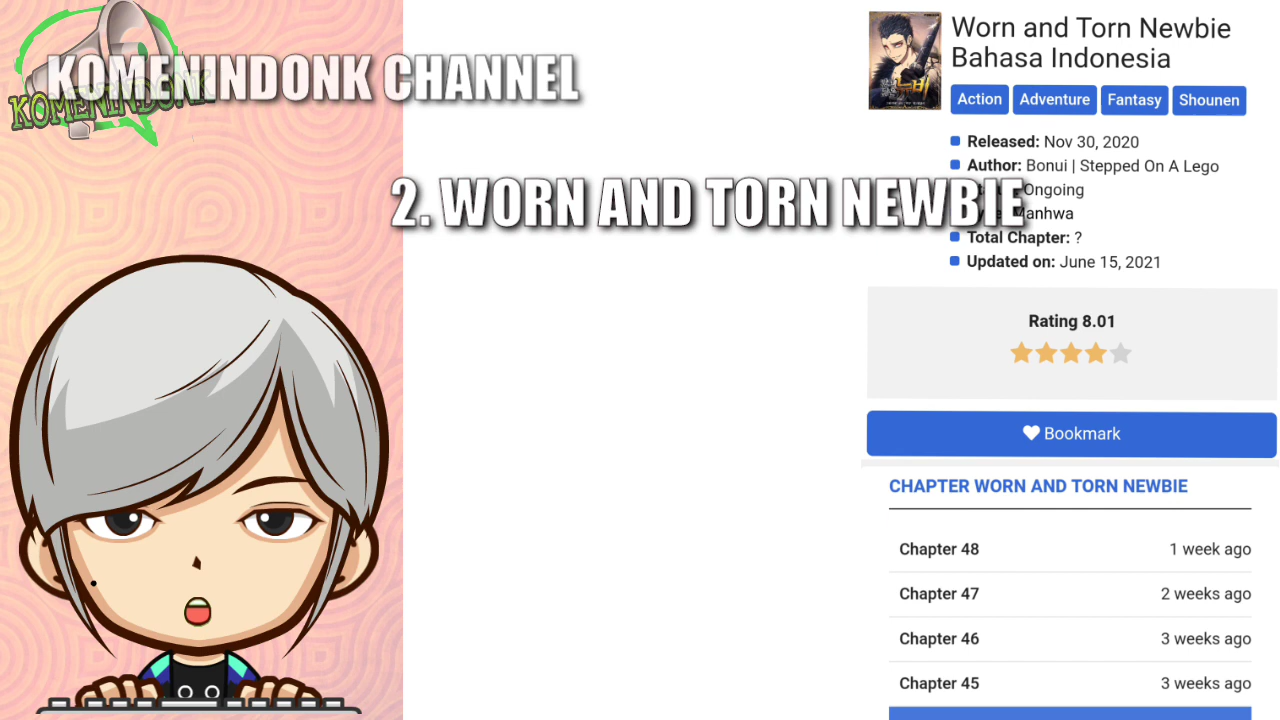 KOMENINDONK CHANNEL
KOMENINDONK
2. WORN AND TORN NEWBIE
Worn and Torn Newbie
Bahasa Indonesia
Action Adventure Fantasy Shounen
Released: Nov 30, 2020
Author: Bonui | Stepped On A Lego
Ongoing
Manhwa
Total Chapter: ?
Updated on: June 15, 2021
Rating 8.01
Bookmark
CHAPTER WORN AND TORN NEWBIE
Chapter 48 1 week ago
Chapter 47 2 weeks ago
Chapter 46 3 weeks ago
Chapter 45 3 weeks ago